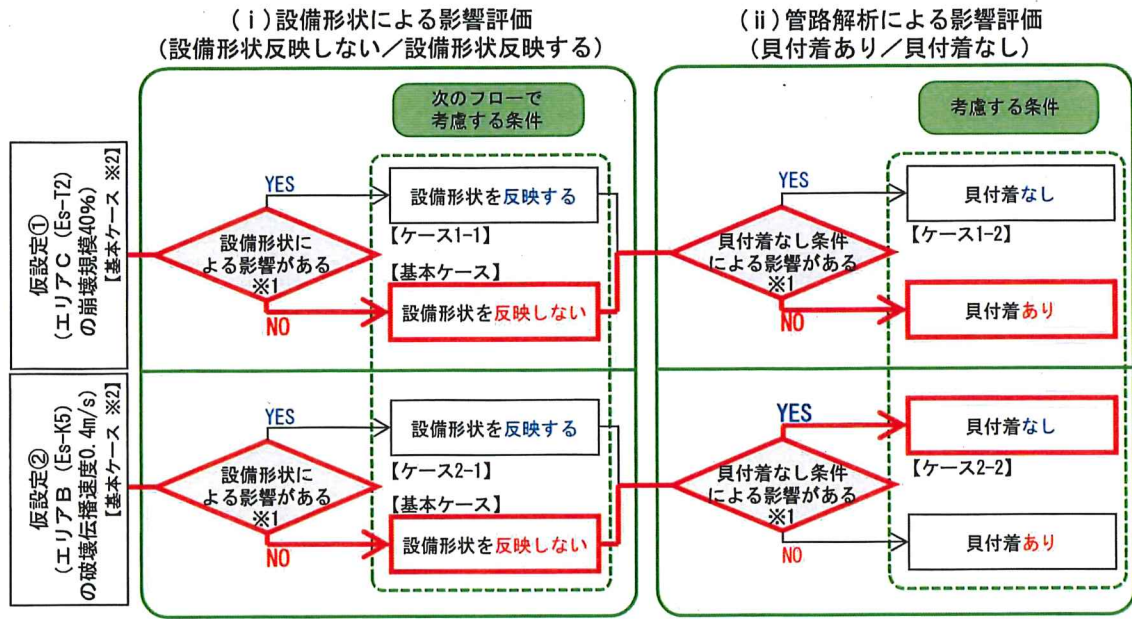 (ⅰ)設備形状による影響評価
(設備形状反映しない／設備形状反映する)
(ⅱ)管路解析による影響評価
(貝付着あり／貝付着なし)
次のフローで
考慮する条件
考慮する条件
仮設定①
(エリアC(Es-T2)
の崩壊規模40%)
【基本ケース ※2】
YES
設備形状に
よる影響がある
※1
NO
設備形状を反映する
【ケース1-1】
【基本ケース】
設備形状を反映しない
YES
貝付着なし条件
による影響がある
※1
NO
貝付着なし
【ケース1-2】
貝付着あり
仮設定②
(エリアB(Es-K5)
の破壊伝播速度0.4m/s)
【基本ケース ※2】
YES
設備形状に
よる影響がある
※1
NO
設備形状を反映する
【ケース2-1】
【基本ケース】
設備形状を反映しない
YES
貝付着なし条件
による影響がある
※1
NO
貝付着なし
【ケース2-2】
貝付着あり